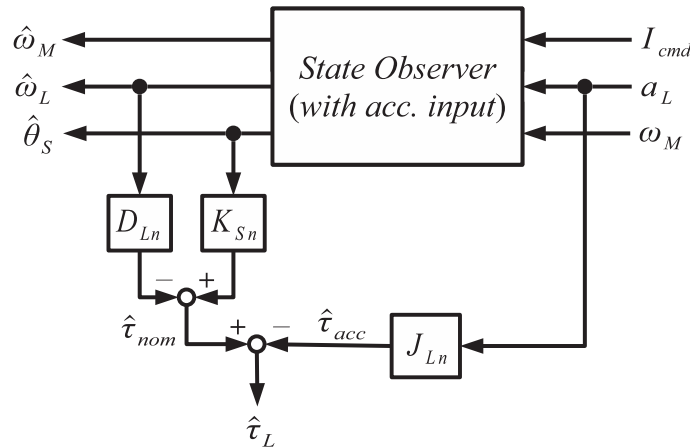 ω̂_M
State Observer
(with acc. input)
I_cmd
ω̂_L
a_L
θ̂_S
ω_M
D_Ln
K_Sn
− +
τ̂_nom
+ −
τ̂_acc
J_Ln
τ̂_L